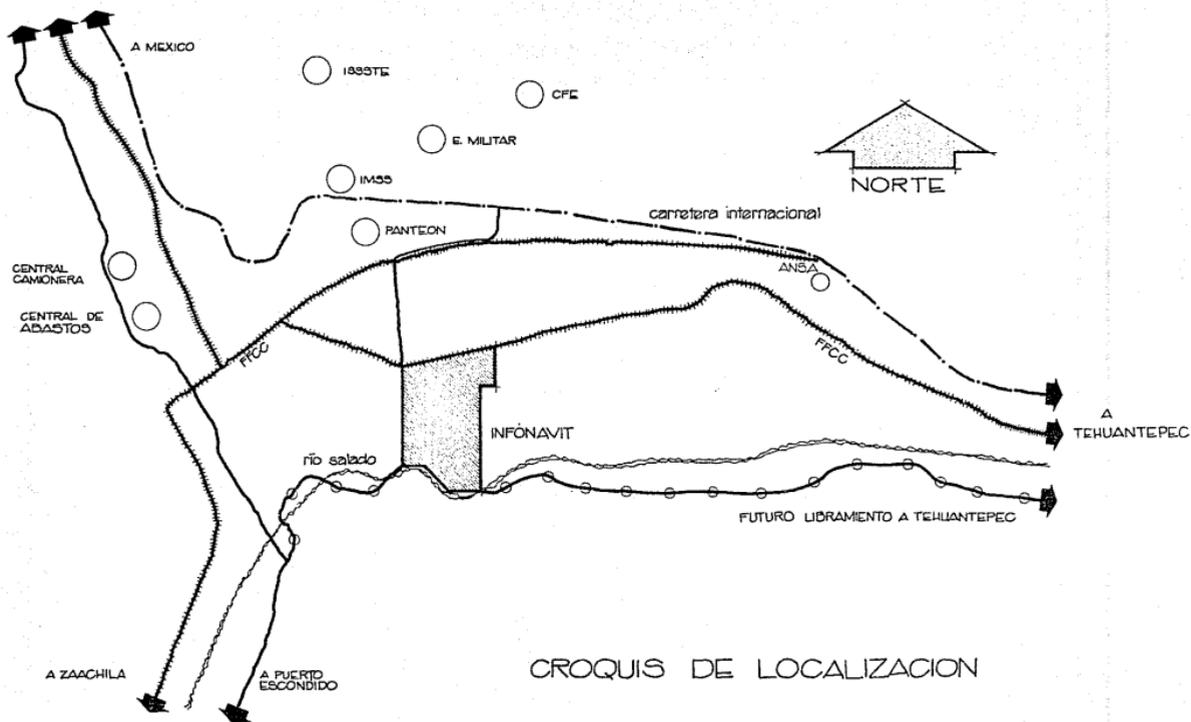 A MEXICO
ISSSTE
CFE
E. MILITAR
IMSS
NORTE
PANTEON
carretera internacional
CENTRAL
CAMIONERA
ANSA
CENTRAL DE
ABASTOS
FFCC
FFCC
A
TEHUANTEPEC
INFÓNAVIT
río salado
FUTURO LIBRAMIENTO A TEHUANTEPEC
A ZAACHILA
A PUERTO
ESCONDIDO
CROQUIS DE LOCALIZACION